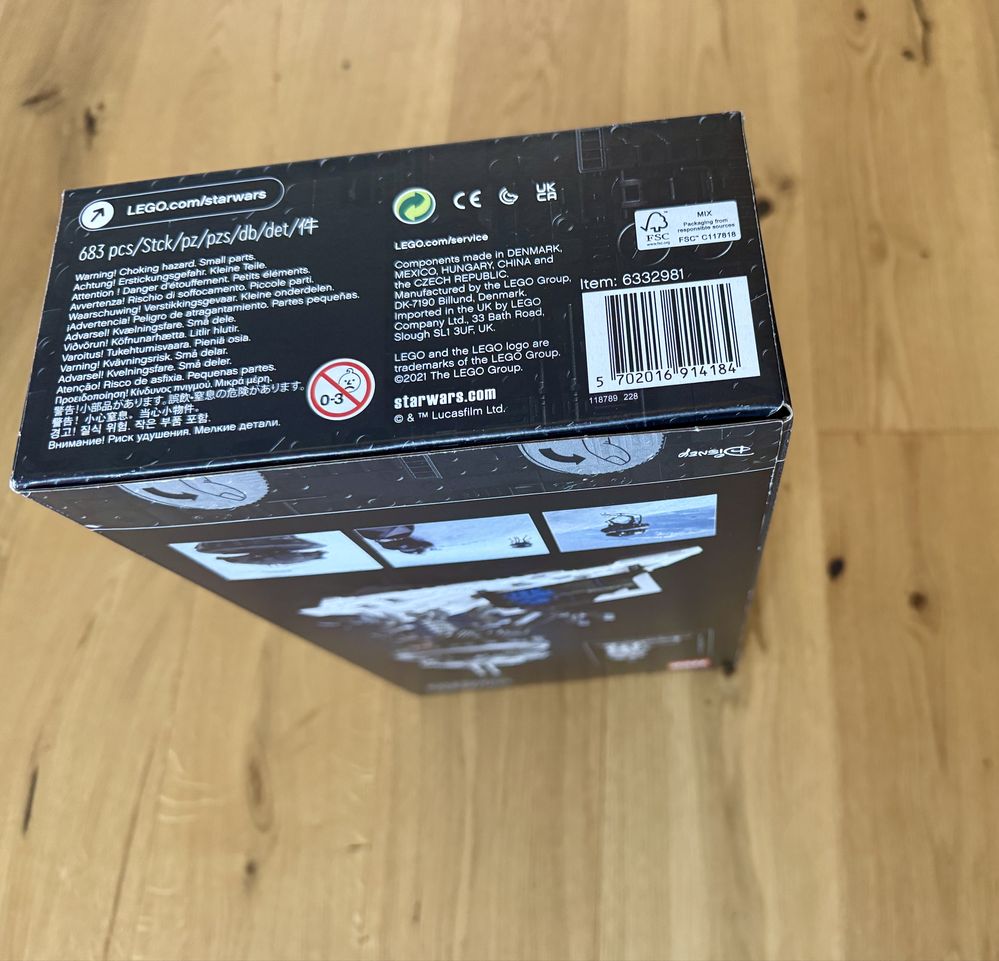 LEGO.com/starwars
683 pcs/Stck/pz/pzs/db/det/件
Warning! Choking hazard. Small parts.
Achtung! Erstickungsgefahr. Kleine Teile.
Attention ! Danger d'étouffement. Petits éléments.
Avvertenza! Rischio di soffocamento. Piccole parti.
Waarschuwing! Verstikkingsgevaar. Kleine onderdelen.
¡Advertencia! Peligro de atragantamiento. Partes pequeñas.
Advarsel! Kvælningsfare. Små dele.
Viðvörun! Köfnunarhætta. Litlir hlutir.
Varoitus! Tukehtumisvaara. Pieniä osia.
Varning! Kvävningsrisk. Små delar.
Advarsel! Kvelningsfare. Små deler.
Atenção! Risco de asfixia. Pequenas partes.
Προειδοποίηση! Κίνδυνος πνιγμού. Μικρά μέρη.
警告!小部品があります。誤飲・窒息の危険があります。
警告!小心窒息。当心小物件。
경고! 질식 위험. 작은 부품 포함.
Внимание! Риск удушения. Мелкие детали.
0-3
CE
UK
CA
LEGO.com/service
Components made in DENMARK,
MEXICO, HUNGARY, CHINA and
the CZECH REPUBLIC.
Manufactured by the LEGO Group,
DK-7190 Billund, Denmark.
Imported in the UK by LEGO
Company Ltd., 33 Bath Road,
Slough SL1 3UF. UK.
LEGO and the LEGO logo are
trademarks of the LEGO Group.
©2021 The LEGO Group.
starwars.com
© & ™ Lucasfilm Ltd.
FSC
www.fsc.org
MIX
Packaging from
responsible sources
FSC™ C117818
Item: 6332981
5 702016 914184
118789 228
Disney